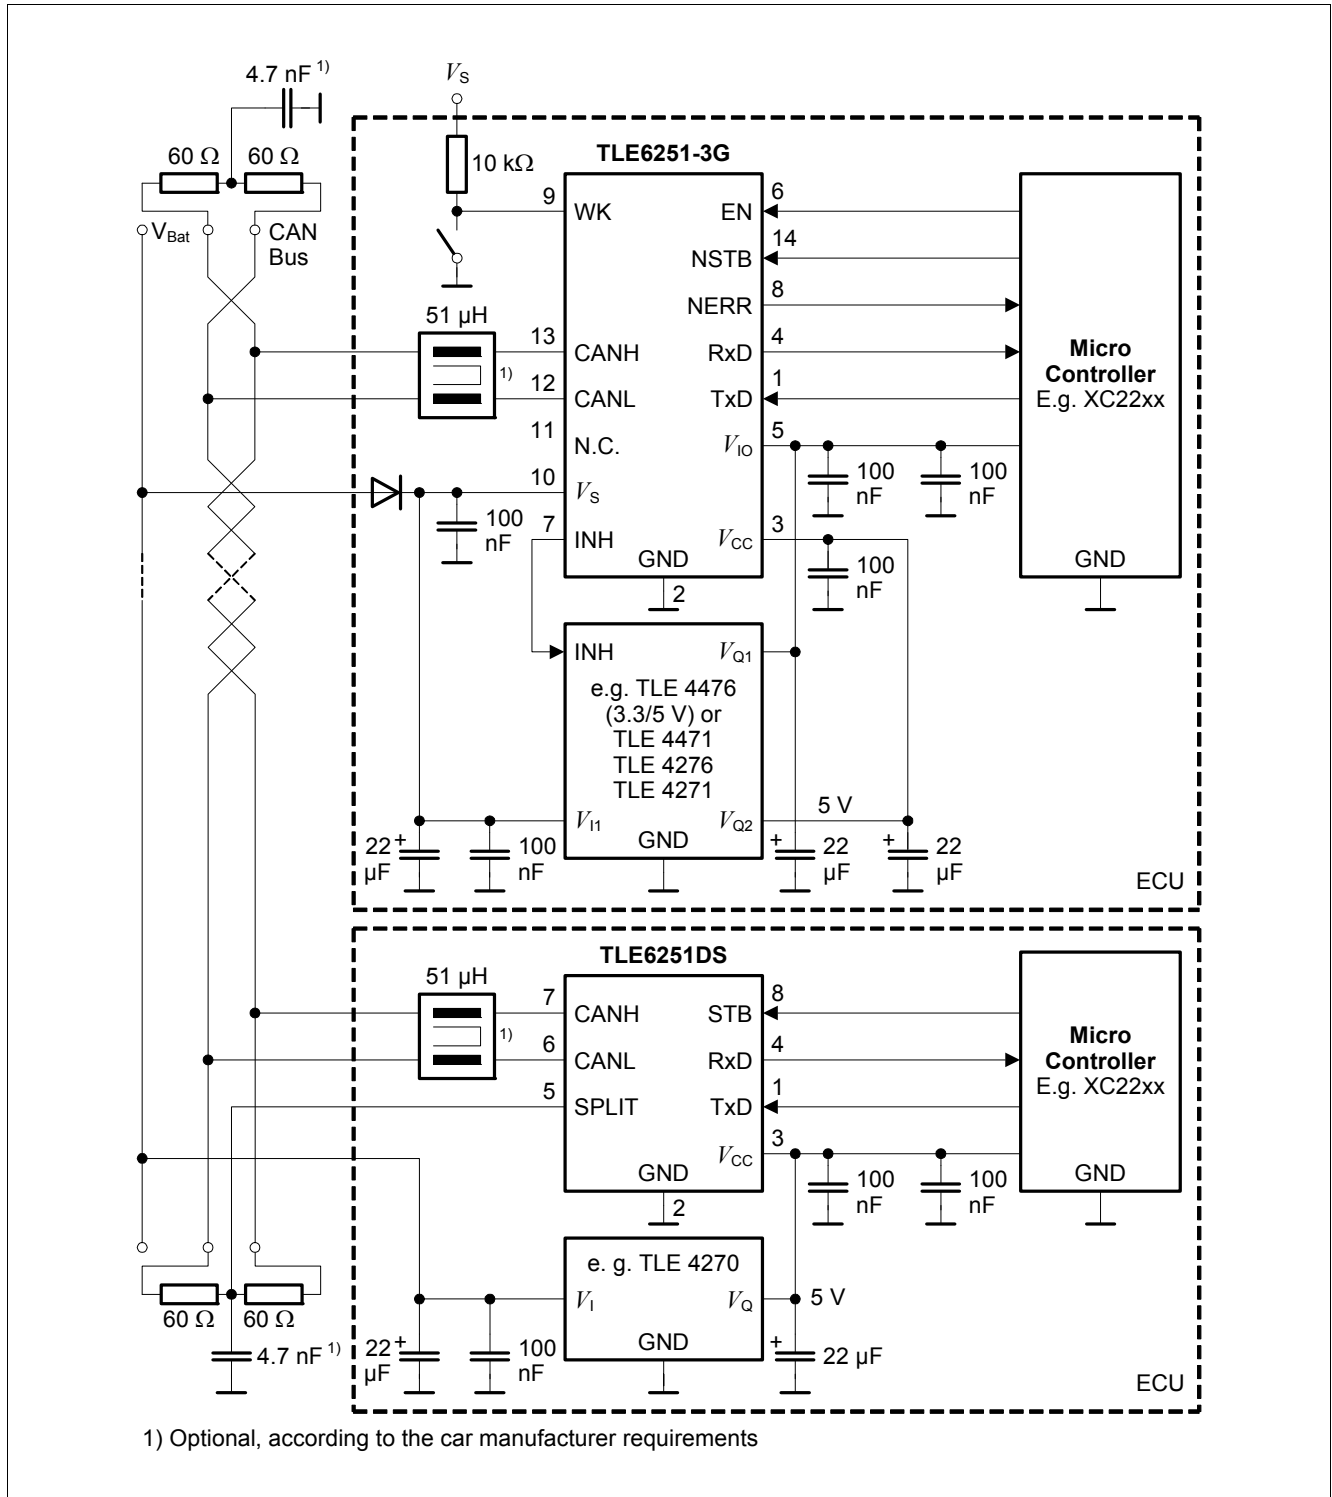 4.7 nF 1)
VS
60 Ω 60 Ω
VBat
CAN
Bus
10 kΩ
TLE6251-3G
9 WK
51 µH
1)
13 CANH
12 CANL
11 N.C.
10 VS
7 INH
100
nF
GND
2
EN 6
NSTB 14
NERR 8
RxD 4
TxD 1
VIO 5
VCC 3
100
nF
100
nF
100
nF
Micro
Controller
E.g. XC22xx
GND
INH VQ1
e.g. TLE 4476
(3.3/5 V) or
TLE 4471
TLE 4276
TLE 4271
VI1 VQ2 5 V
GND
22 +
µF
100
nF
+ 22
µF
+ 22
µF
ECU
TLE6251DS
51 µH
1)
7 CANH
6 CANL
5 SPLIT
GND
2
STB 8
RxD 4
TxD 1
VCC 3
100
nF
100
nF
Micro
Controller
E.g. XC22xx
GND
e. g. TLE 4270
VI VQ 5 V
GND
60 Ω 60 Ω
4.7 nF 1)
22 +
µF
100
nF
+ 22 µF
ECU
1) Optional, according to the car manufacturer requirements